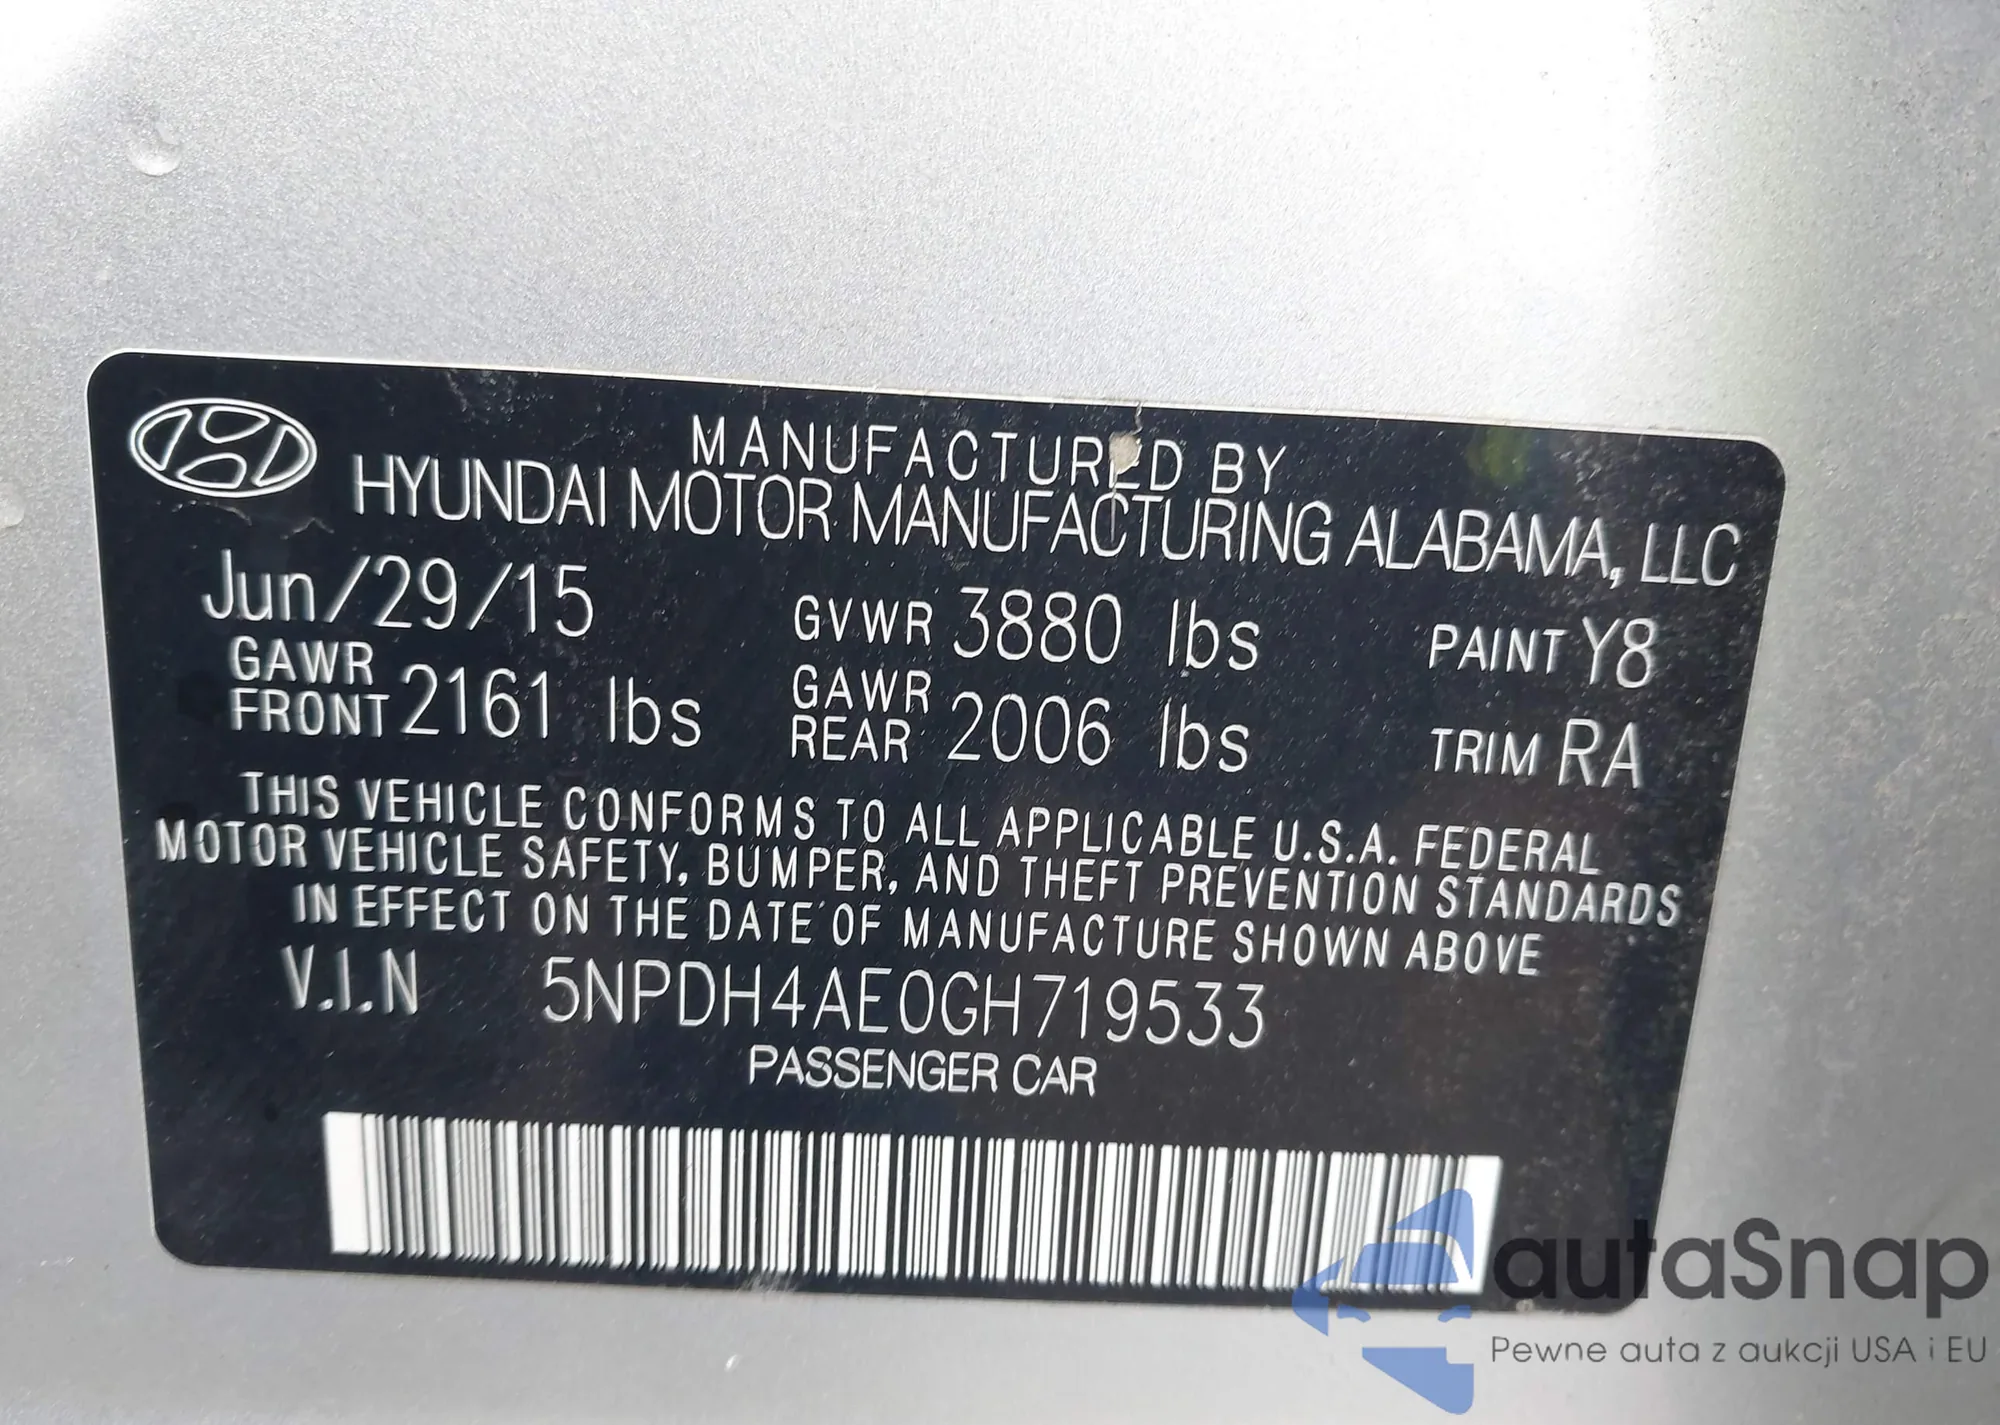 MANUFACTURED BY
HYUNDAI MOTOR MANUFACTURING ALABAMA, LLC
Jun/29/15 GVWR 3880 lbs PAINT Y8
GAWR FRONT 2161 lbs GAWR REAR 2006 lbs TRIM RA
THIS VEHICLE CONFORMS TO ALL APPLICABLE U.S.A. FEDERAL
MOTOR VEHICLE SAFETY, BUMPER, AND THEFT PREVENTION STANDARDS
IN EFFECT ON THE DATE OF MANUFACTURE SHOWN ABOVE
V.I.N 5NPDH4AE0GH719533
PASSENGER CAR
autaSnap
Pewne auta z aukcji USA i EU